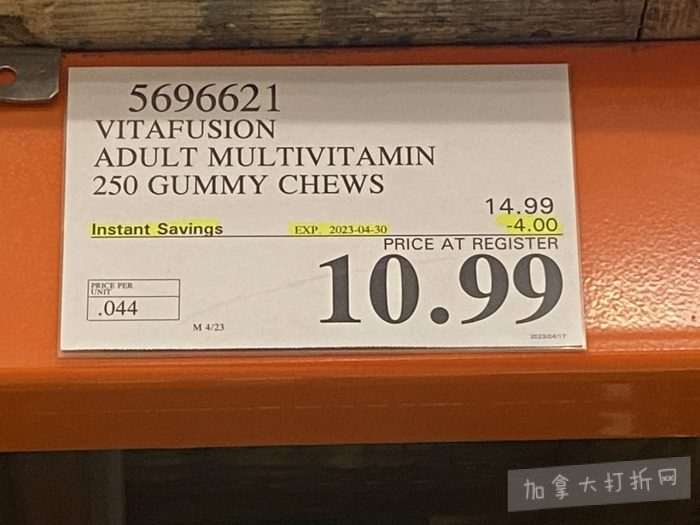 5696621
VITAFUSION
ADULT MULTIVITAMIN
250 GUMMY CHEWS
14.99
Instant Savings EXP. 2023-04-30 -4.00
PRICE AT REGISTER
10.99
PRICE PER
UNIT
.044
M 4/23
2023/04/17
加拿大打折网